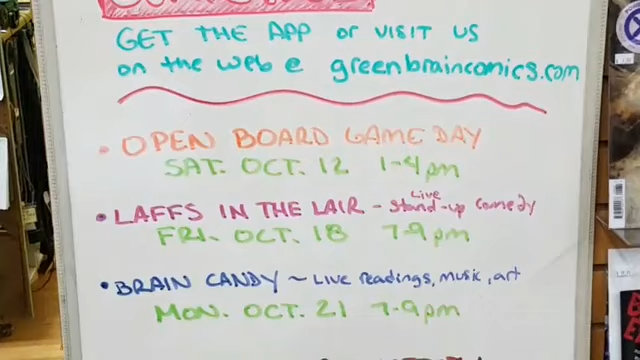 GET THE APP or VISIT US
on the web @ greenbraincomics.com
• OPEN BOARD GAME DAY
SAT. OCT. 12 1-4pm
• LAFFS IN THE LAIR - Live stand-up comedy
FRI. OCT. 18 7-9pm
• BRAIN CANDY ~ Live readings, music, art
MON. OCT. 21 7-9pm